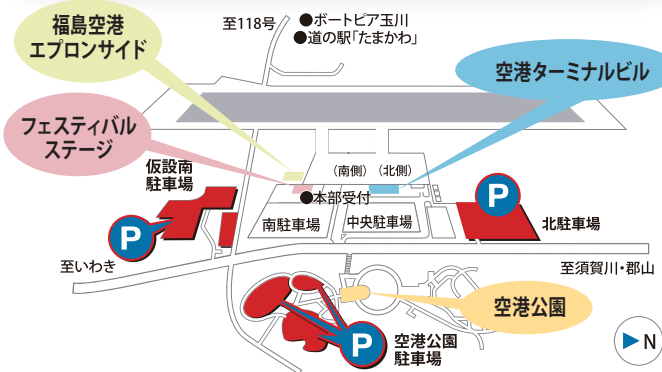 福島空港
エプロンサイド
至118号
●ボートピア玉川
●道の駅「たまかわ」
空港ターミナルビル
フェスティバル
ステージ
仮設南
駐車場
(南側)
(北側)
●本部受付
P
P
南駐車場
中央駐車場
北駐車場
至いわき
至須賀川・郡山
空港公園
P
空港公園
駐車場
N